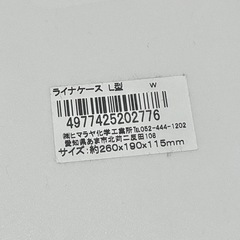 ライナケース L型 W
4977425202776
㈱ヒマラヤ化学工業所℡052-444-1202
愛知県あま市北苅二反田108
サイズ:約260x190x115mm